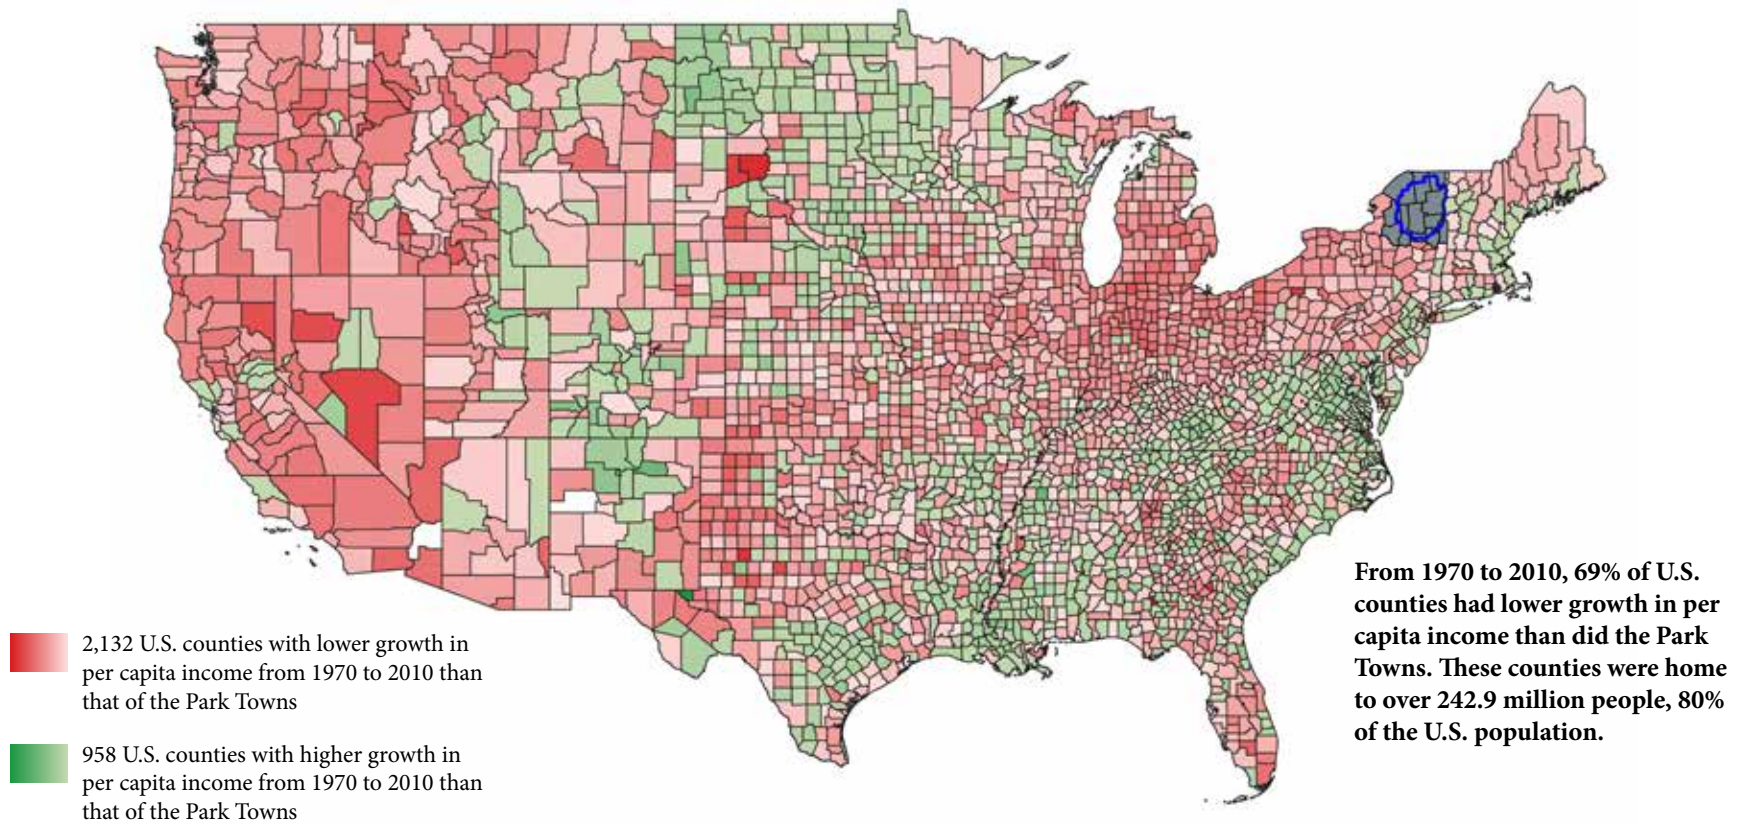 From 1970 to 2010, 69% of U.S.
counties had lower growth in per
capita income than did the Park
Towns. These counties were home
to over 242.9 million people, 80%
of the U.S. population.
2,132 U.S. counties with lower growth in
per capita income from 1970 to 2010 than
that of the Park Towns
958 U.S. counties with higher growth in
per capita income from 1970 to 2010 than
that of the Park Towns